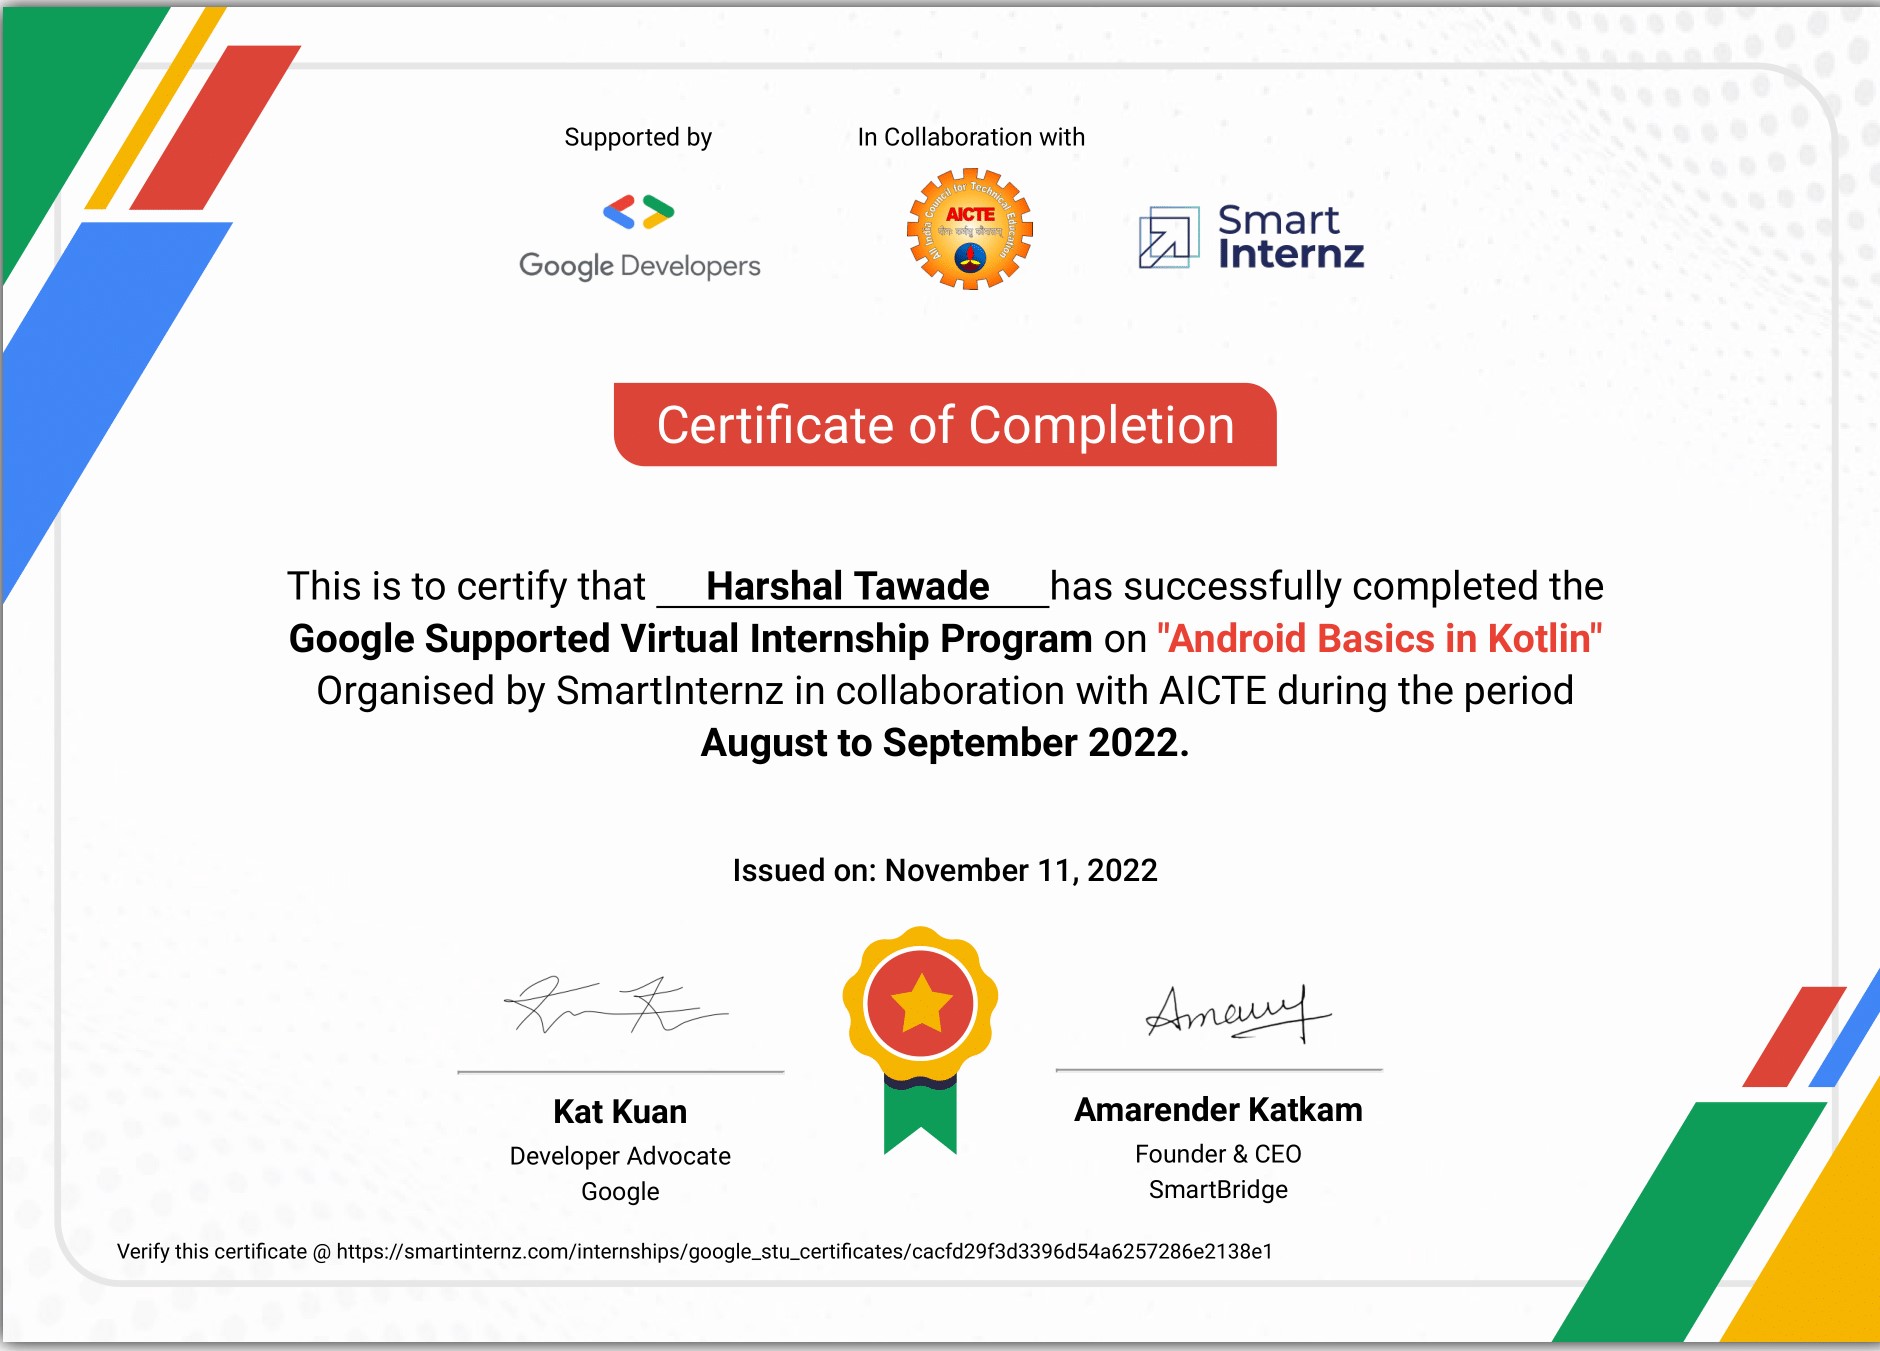 Supported by
In Collaboration with
Google Developers
All India Council for Technical Education
AICTE
Smart
Internz
Certificate of Completion
This is to certify that Harshal Tawade has successfully completed the
Google Supported Virtual Internship Program on "Android Basics in Kotlin"
Organised by SmartInternz in collaboration with AICTE during the period
August to September 2022.
Issued on: November 11, 2022
Kat Kuan
Developer Advocate
Google
Amarender Katkam
Founder & CEO
SmartBridge
Verify this certificate @ https://smartinternz.com/internships/google_stu_certificates/cacfd29f3d3396d54a6257286e2138e1